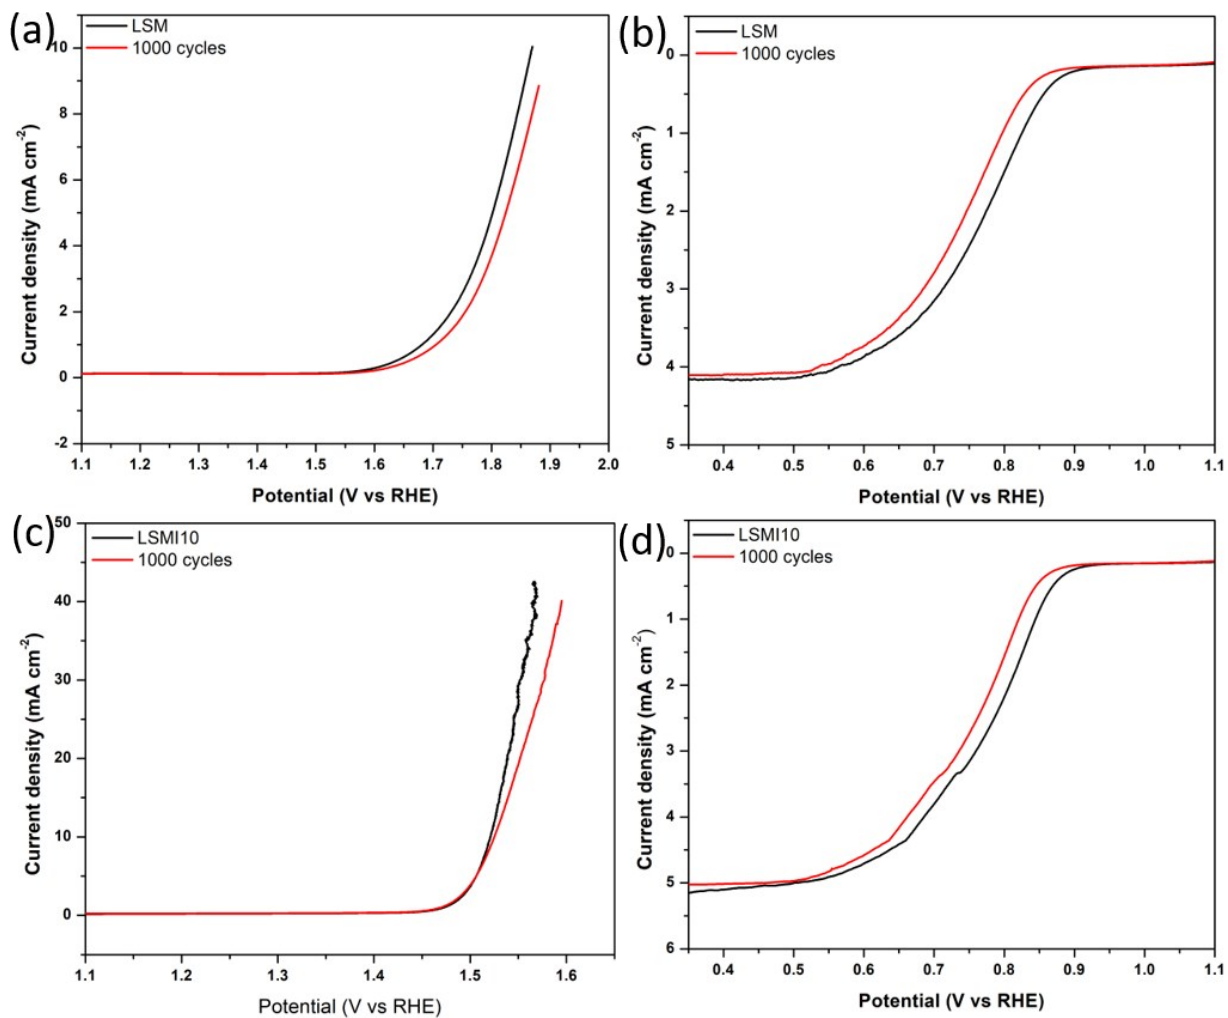 (a)
LSM
1000 cycles
10
8
6
4
2
0
-2
1.1 1.2 1.3 1.4 1.5 1.6 1.7 1.8 1.9 2.0
Current density (mA cm-2)
Potential (V vs RHE)
(b)
LSM
1000 cycles
0
1
2
3
4
5
0.4 0.5 0.6 0.7 0.8 0.9 1.0 1.1
Current density (mA cm-2)
Potential (V vs RHE)
(c)
LSMI10
1000 cycles
50
40
30
20
10
0
1.1 1.2 1.3 1.4 1.5 1.6
Current density (mA cm-2)
Potential (V vs RHE)
(d)
LSMI10
1000 cycles
0
1
2
3
4
5
6
0.4 0.5 0.6 0.7 0.8 0.9 1.0 1.1
Current density (mA cm-2)
Potential (V vs RHE)